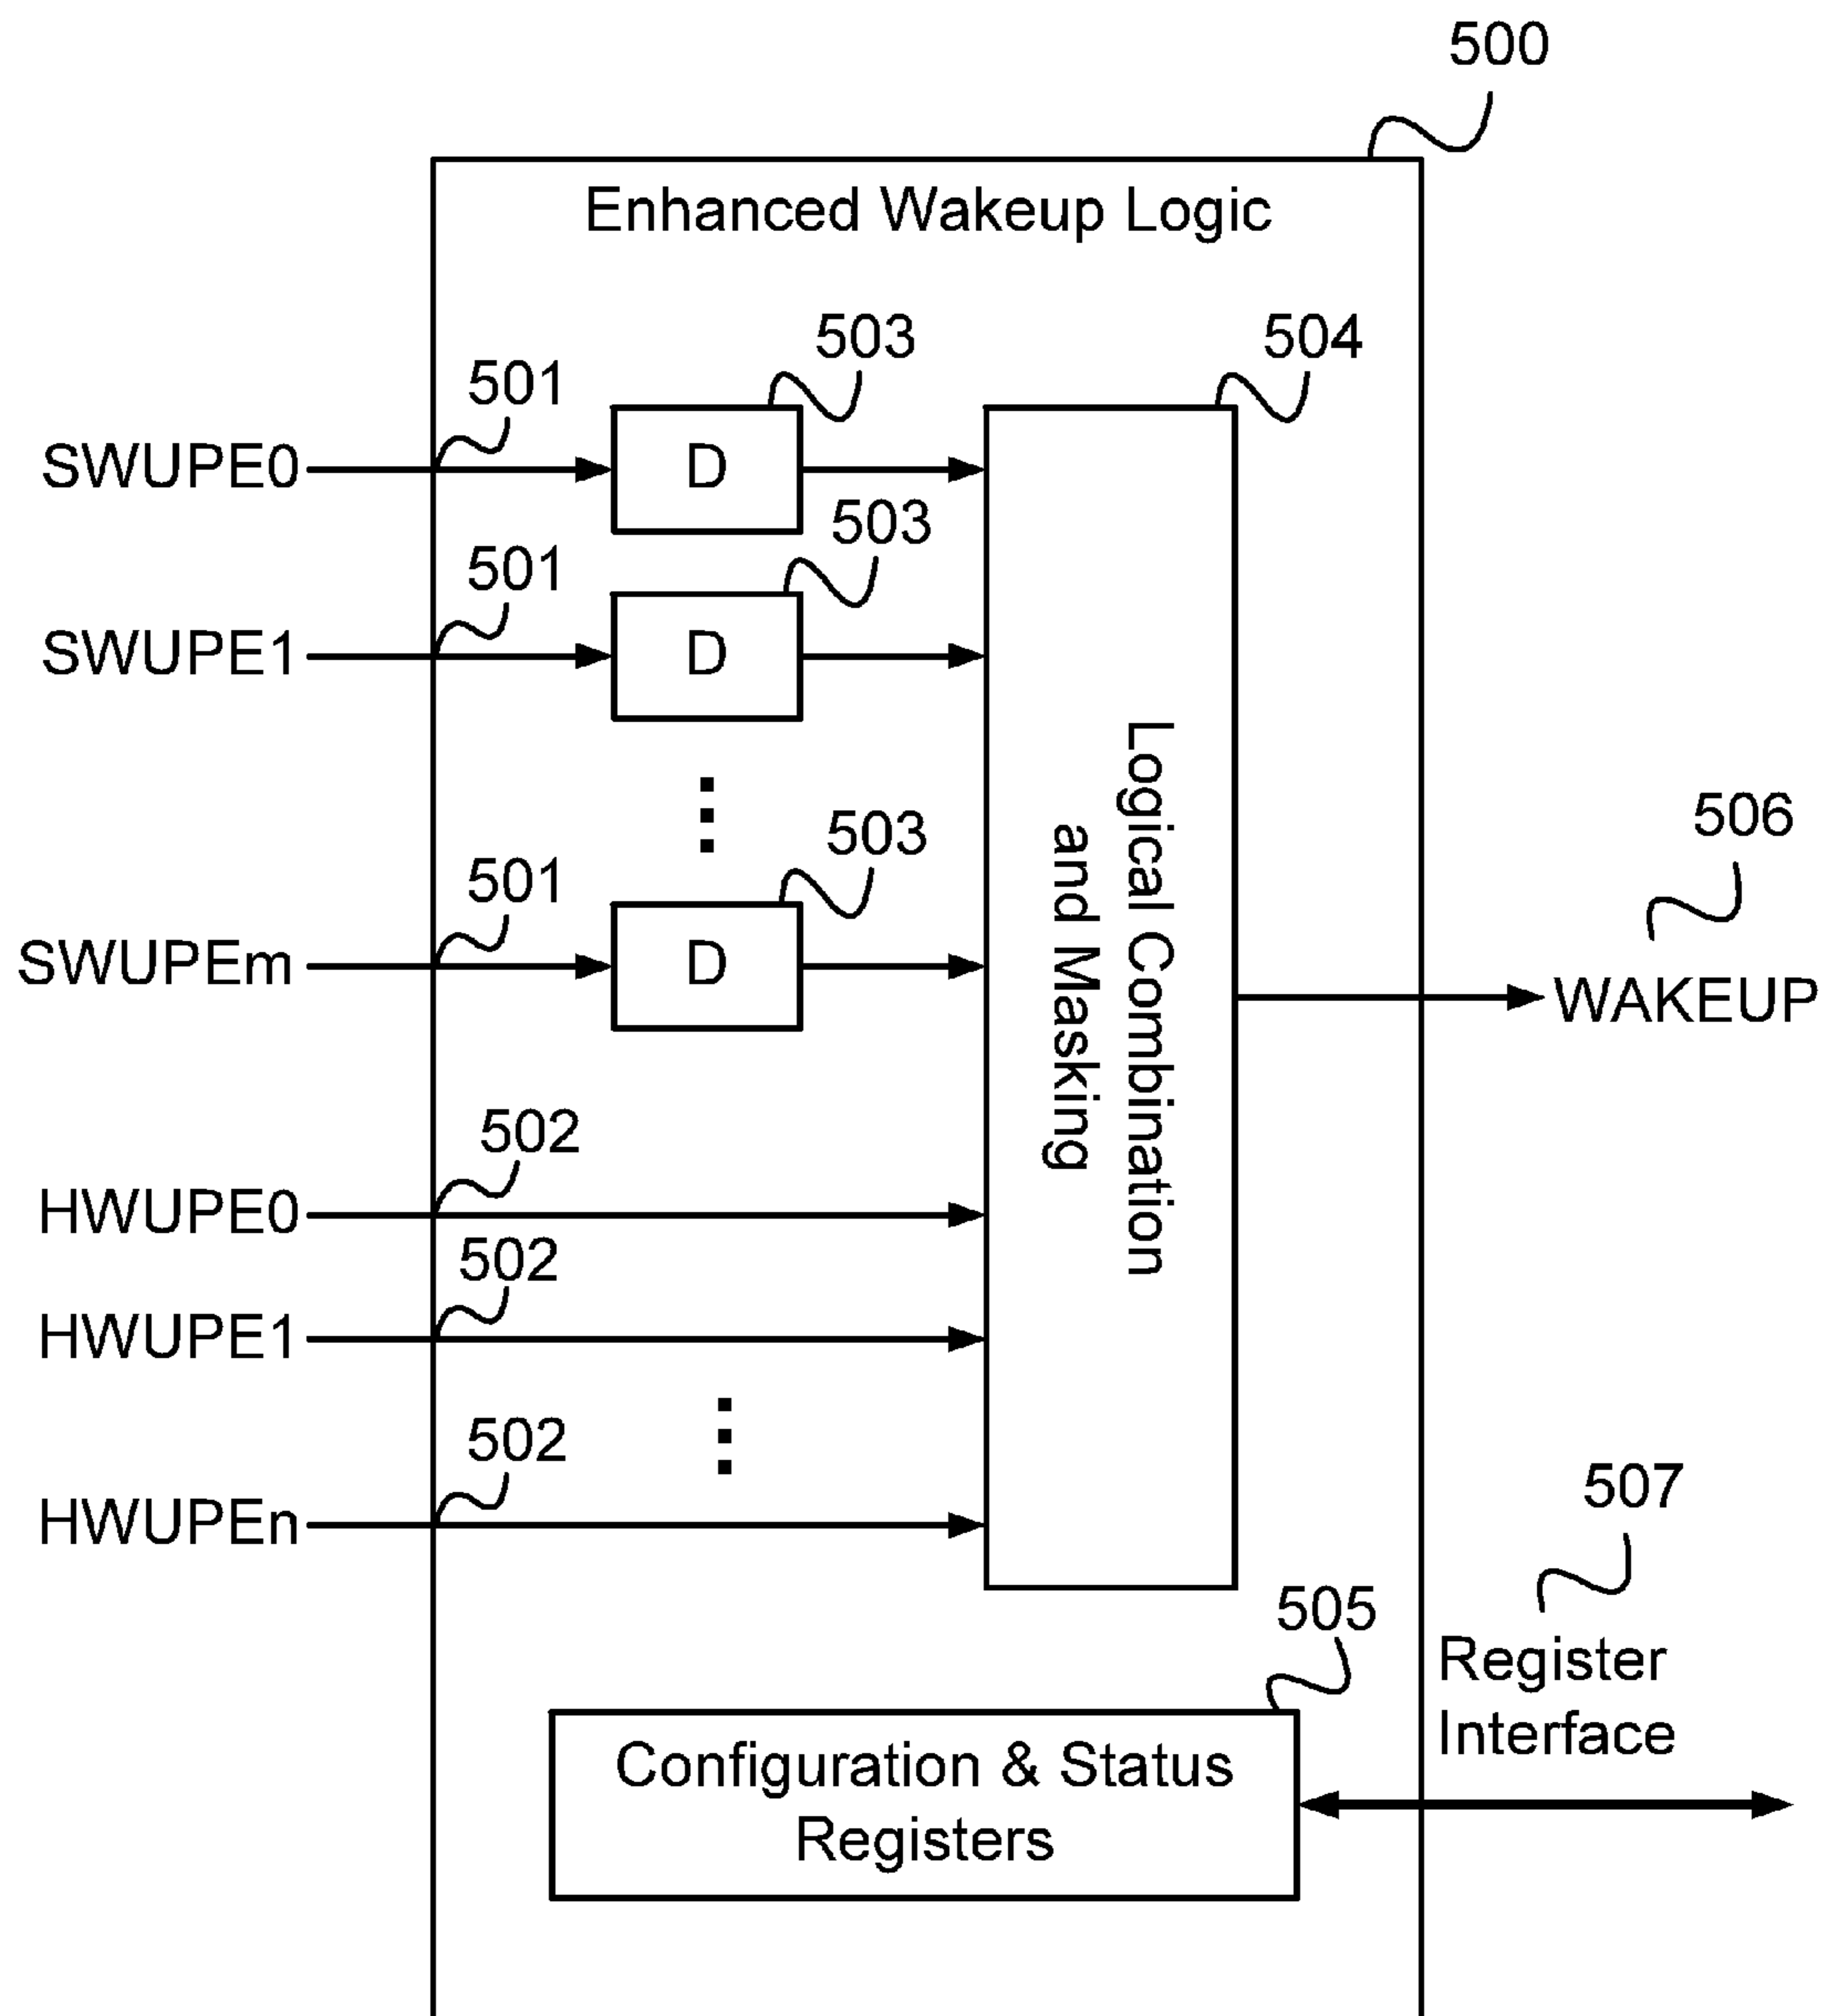 500
Enhanced Wakeup Logic
503
504
501
SWUPE0
D
503
501
SWUPE1
D
506
503
501
SWUPEm
D
WAKEUP
Logical Combination
and Masking
502
HWUPE0
502
HWUPE1
502
HWUPEn
507
505
Register
Interface
Configuration & Status
Registers